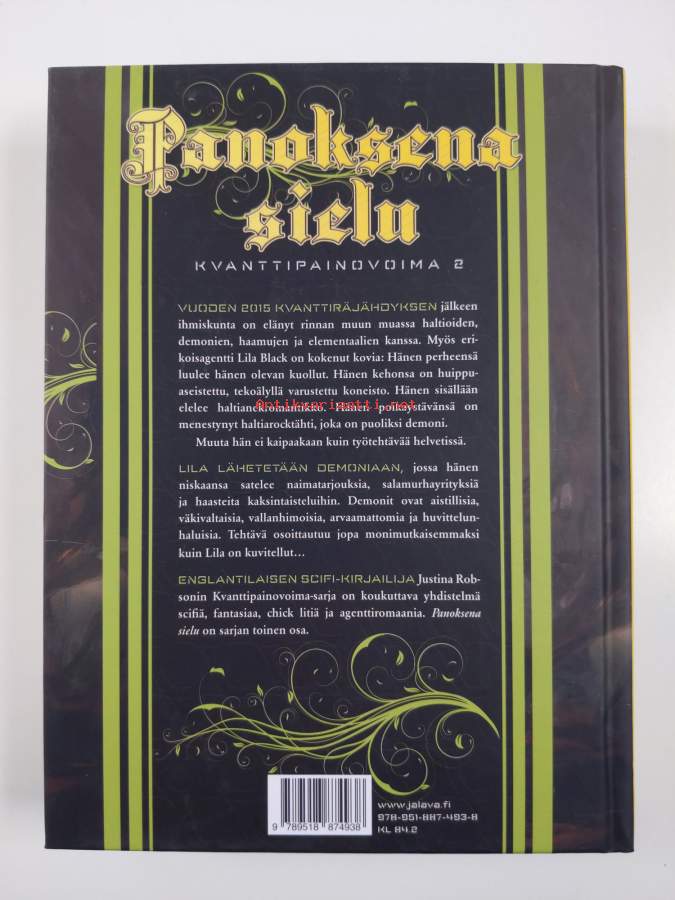 Panoksena
sielu
KVANTTIPAINOVOIMA 2
VUODEN 2015 KVANTTIRÄJÄHDYKSEN jälkeen
ihmiskunta on elänyt rinnan muun muassa haltioiden,
demonien, haamujen ja elementaalien kanssa. Myös eri-
koisagentti Lila Black on kokenut kovia: Hänen perheensä
luulee hänen olevan kuollut. Hänen kehonsa on huippu-
aseistettu, tekoälyllä varustettu koneisto. Hänen sisällään
elelee haltianekromantikko. Hänen poikaystävänsä on
Antikvariaatti.net
menestynyt haltiarocktähti, joka on puoliksi demoni.
Muuta hän ei kaipaakaan kuin työtehtävää helvetissä.
LILA LÄHETETÄÄN DEMONIAAN, jossa hänen
niskaansa satelee naimatarjouksia, salamurhayrityksiä
ja haasteita kaksintaisteluihin. Demonit ovat aistillisia,
väkivaltaisia, vallanhimoisia, arvaamattomia ja huvittelun-
haluisia. Tehtävä osoittautuu jopa monimutkaisemmaksi
kuin Lila on kuvitellut...
ENGLANTILAISEN SCIFI-KIRJAILIJA Justina Rob-
sonin Kvanttipainovoima-sarja on koukuttava yhdistelmä
scifiä, fantasiaa, chick litiä ja agenttiromaania. Panoksena
sielu on sarjan toinen osa.
www.jalava.fi
978-951-887-493-8
KL 84.2
9 789518 874938